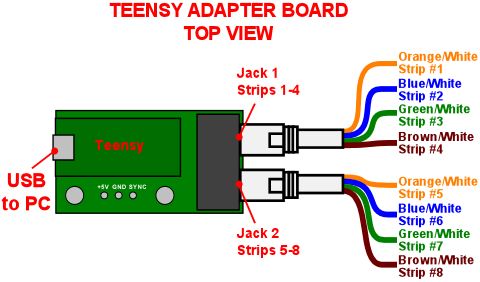 TEENSY ADAPTER BOARD
TOP VIEW
Jack 1
Strips 1-4
Orange/White
Strip #1
Blue/White
Strip #2
Green/White
Strip #3
Brown/White
Strip #4
Teensy
USB
to PC
+5V GND SYNC
Jack 2
Strips 5-8
Orange/White
Strip #5
Blue/White
Strip #6
Green/White
Strip #7
Brown/White
Strip #8